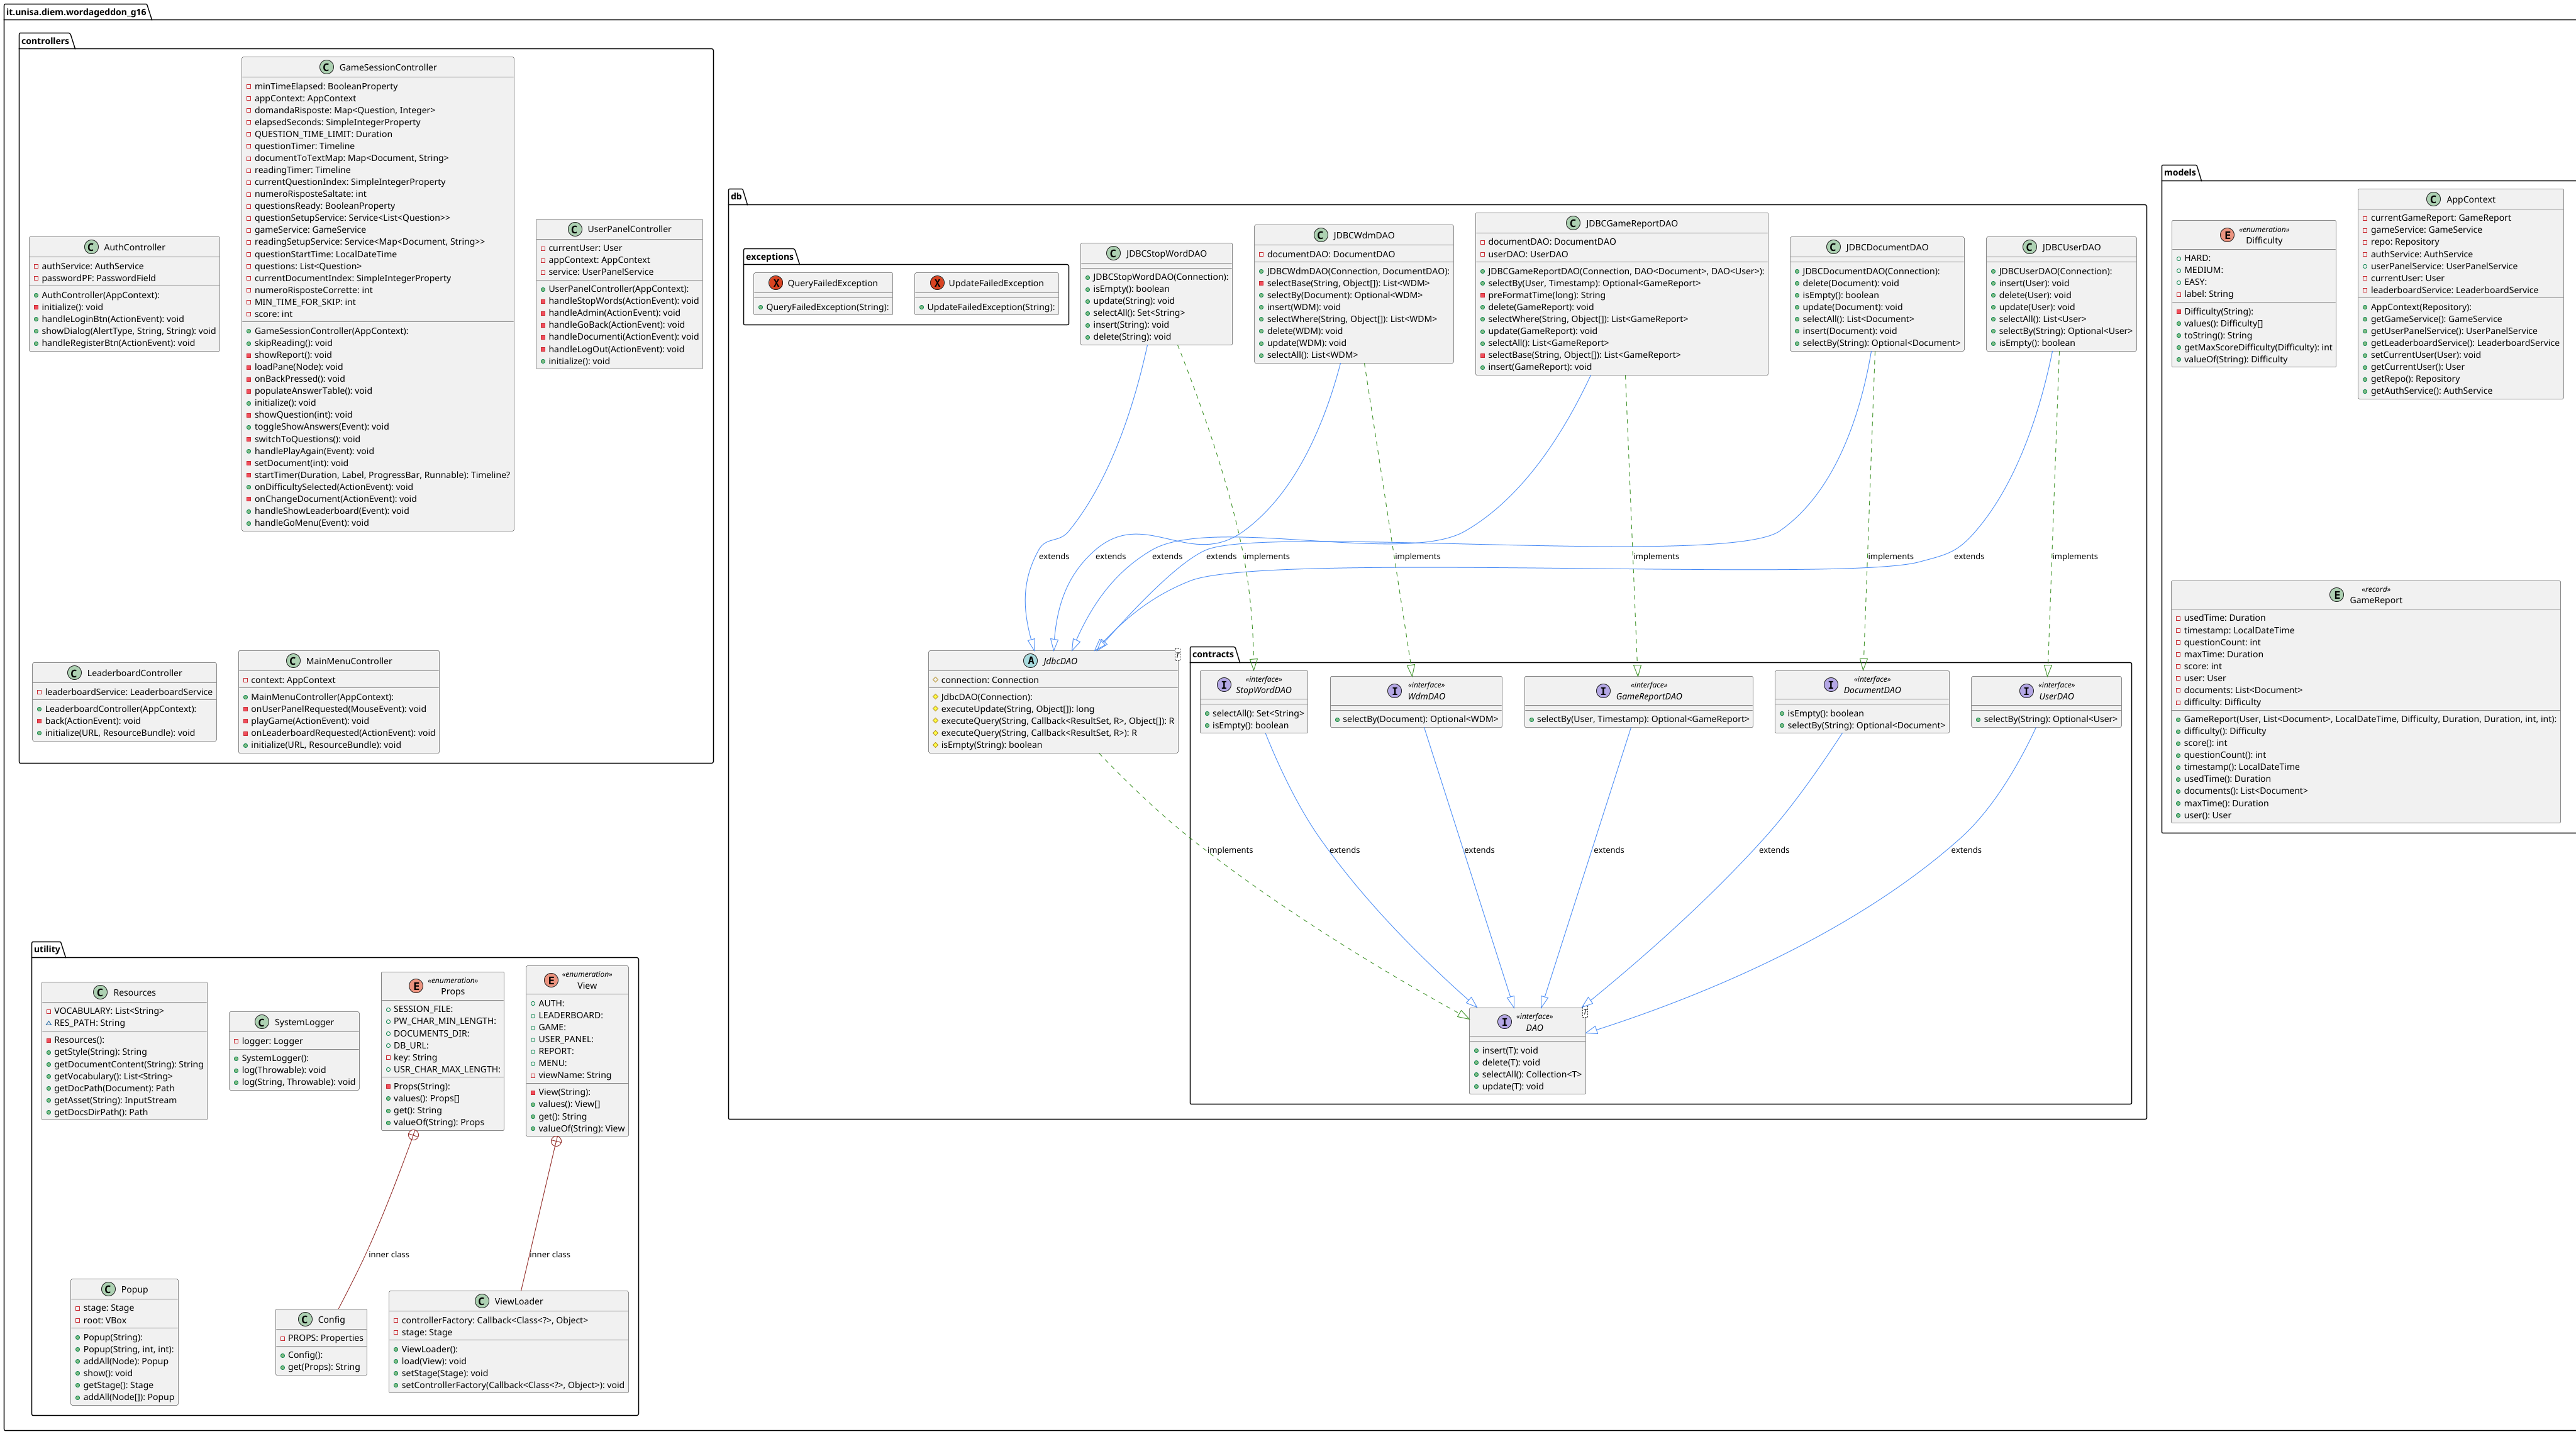 it.unisa.diem.wordageddon_g16
controllers
GameSessionController
minTimeElapsed: BooleanProperty
appContext: AppContext
domandaRisposte: Map<Question, Integer>
elapsedSeconds: SimpleIntegerProperty
QUESTION_TIME_LIMIT: Duration
questionTimer: Timeline
documentToTextMap: Map<Document, String>
readingTimer: Timeline
currentQuestionIndex: SimpleIntegerProperty
numeroRisposteSaltate: int
questionsReady: BooleanProperty
questionSetupService: Service<List<Question>>
gameService: GameService
readingSetupService: Service<Map<Document, String>>
questionStartTime: LocalDateTime
questions: List<Question>
currentDocumentIndex: SimpleIntegerProperty
numeroRisposteCorrette: int
MIN_TIME_FOR_SKIP: int
score: int
GameSessionController(AppContext):
skipReading(): void
showReport(): void
loadPane(Node): void
onBackPressed(): void
populateAnswerTable(): void
initialize(): void
showQuestion(int): void
toggleShowAnswers(Event): void
switchToQuestions(): void
handlePlayAgain(Event): void
setDocument(int): void
startTimer(Duration, Label, ProgressBar, Runnable): Timeline?
onDifficultySelected(ActionEvent): void
onChangeDocument(ActionEvent): void
handleShowLeaderboard(Event): void
handleGoMenu(Event): void
AuthController
authService: AuthService
passwordPF: PasswordField
AuthController(AppContext):
initialize(): void
handleLoginBtn(ActionEvent): void
showDialog(AlertType, String, String): void
handleRegisterBtn(ActionEvent): void
UserPanelController
currentUser: User
appContext: AppContext
service: UserPanelService
UserPanelController(AppContext):
handleStopWords(ActionEvent): void
handleAdmin(ActionEvent): void
handleGoBack(ActionEvent): void
handleDocumenti(ActionEvent): void
handleLogOut(ActionEvent): void
initialize(): void
LeaderboardController
leaderboardService: LeaderboardService
LeaderboardController(AppContext):
back(ActionEvent): void
initialize(URL, ResourceBundle): void
MainMenuController
context: AppContext
MainMenuController(AppContext):
onUserPanelRequested(MouseEvent): void
playGame(ActionEvent): void
onLeaderboardRequested(ActionEvent): void
initialize(URL, ResourceBundle): void
db
exceptions
QueryFailedException
QueryFailedException(String):
UpdateFailedException
UpdateFailedException(String):
JDBCStopWordDAO
JDBCStopWordDAO(Connection):
isEmpty(): boolean
update(String): void
selectAll(): Set<String>
insert(String): void
delete(String): void
JDBCWdmDAO
documentDAO: DocumentDAO
JDBCWdmDAO(Connection, DocumentDAO):
selectBase(String, Object[]): List<WDM>
selectBy(Document): Optional<WDM>
insert(WDM): void
selectWhere(String, Object[]): List<WDM>
delete(WDM): void
update(WDM): void
selectAll(): List<WDM>
JDBCGameReportDAO
documentDAO: DocumentDAO
userDAO: UserDAO
JDBCGameReportDAO(Connection, DAO<Document>, DAO<User>):
selectBy(User, Timestamp): Optional<GameReport>
preFormatTime(long): String
delete(GameReport): void
selectWhere(String, Object[]): List<GameReport>
update(GameReport): void
selectAll(): List<GameReport>
selectBase(String, Object[]): List<GameReport>
insert(GameReport): void
JDBCDocumentDAO
JDBCDocumentDAO(Connection):
delete(Document): void
isEmpty(): boolean
update(Document): void
selectAll(): List<Document>
insert(Document): void
selectBy(String): Optional<Document>
JDBCUserDAO
JDBCUserDAO(Connection):
insert(User): void
delete(User): void
update(User): void
selectAll(): List<User>
selectBy(String): Optional<User>
isEmpty(): boolean
extends
extends
extends
extends
implements
implements
implements
implements
extends
implements
JdbcDAO
T
connection: Connection
JdbcDAO(Connection):
executeUpdate(String, Object[]): long
executeQuery(String, Callback<ResultSet, R>, Object[]): R
executeQuery(String, Callback<ResultSet, R>): R
isEmpty(String): boolean
contracts
«interface»
StopWordDAO
selectAll(): Set<String>
isEmpty(): boolean
«interface»
WdmDAO
selectBy(Document): Optional<WDM>
«interface»
GameReportDAO
selectBy(User, Timestamp): Optional<GameReport>
«interface»
DocumentDAO
isEmpty(): boolean
selectBy(String): Optional<Document>
«interface»
UserDAO
selectBy(String): Optional<User>
implements
extends
extends
extends
extends
extends
«interface»
DAO
T
insert(T): void
delete(T): void
selectAll(): Collection<T>
update(T): void
models
«enumeration»
Difficulty
HARD:
MEDIUM:
EASY:
label: String
Difficulty(String):
values(): Difficulty[]
toString(): String
getMaxScoreDifficulty(Difficulty): int
valueOf(String): Difficulty
AppContext
currentGameReport: GameReport
gameService: GameService
repo: Repository
authService: AuthService
userPanelService: UserPanelService
currentUser: User
leaderboardService: LeaderboardService
AppContext(Repository):
getGameService(): GameService
getUserPanelService(): UserPanelService
getLeaderboardService(): LeaderboardService
setCurrentUser(User): void
getCurrentUser(): User
getRepo(): Repository
getAuthService(): AuthService
«record»
GameReport
usedTime: Duration
timestamp: LocalDateTime
questionCount: int
maxTime: Duration
score: int
user: User
documents: List<Document>
difficulty: Difficulty
GameReport(User, List<Document>, LocalDateTime, Difficulty, Duration, Duration, int, int):
difficulty(): Difficulty
score(): int
questionCount(): int
timestamp(): LocalDateTime
usedTime(): Duration
documents(): List<Document>
maxTime(): Duration
user(): User
utility
Resources
VOCABULARY: List<String>
RES_PATH: String
Resources():
getStyle(String): String
getDocumentContent(String): String
getVocabulary(): List<String>
getDocPath(Document): Path
getAsset(String): InputStream
getDocsDirPath(): Path
SystemLogger
logger: Logger
SystemLogger():
log(Throwable): void
log(String, Throwable): void
«enumeration»
Props
SESSION_FILE:
PW_CHAR_MIN_LENGTH:
DOCUMENTS_DIR:
DB_URL:
key: String
USR_CHAR_MAX_LENGTH:
Props(String):
values(): Props[]
get(): String
valueOf(String): Props
«enumeration»
View
AUTH:
LEADERBOARD:
GAME:
USER_PANEL:
REPORT:
MENU:
viewName: String
View(String):
values(): View[]
get(): String
valueOf(String): View
inner class
inner class
Popup
stage: Stage
root: VBox
Popup(String):
Popup(String, int, int):
addAll(Node): Popup
show(): void
getStage(): Stage
addAll(Node[]): Popup
Config
PROPS: Properties
Config():
get(Props): String
ViewLoader
controllerFactory: Callback<Class<?>, Object>
stage: Stage
ViewLoader():
load(View): void
setStage(Stage): void
setControllerFactory(Callback<Class<?>, Object>): void